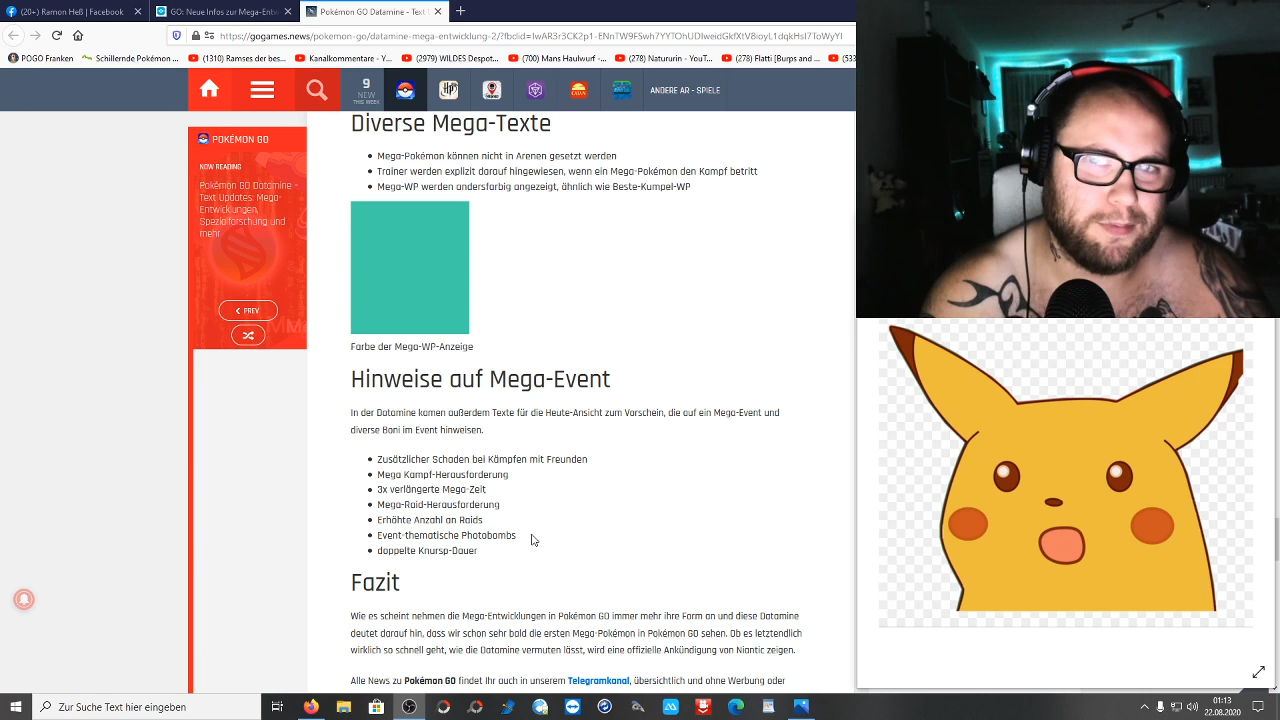 (20+) Ramon Heß | Facebook
GO: Neue Infos zur Mega-Entw
Pokémon GO Datamine - Text
https://gogames.news/pokemon-go/datamine-mega-entwicklung-2/?fbclid=
POGO Franken
Schillernde Pokémon ...
(1310) Ramses der bes...
Kanalkommentare - Y...
(2979) WILDES Despot...
(700) Mans Haulwurf -...
(278) Natururin - YouT...
(278) Flatti [Burps and ...
(533
9
NEW
THIS WEEK
ANDERE AR - SPIELE
POKÉMON GO
NOW READING
Pokémon GO Datamine –
Text Updates: Mega-
Entwicklungen,
Spezialforschung und
mehr
PREV
Diverse Mega-Texte
Mega-Pokémon können nicht in Arenen gesetzt werden
Trainer werden explizit darauf hingewiesen, wenn ein Mega-Pokémon den Kampf betritt
Mega-WP werden andersfarbig angezeigt, ähnlich wie Beste-Kumpel-WP
Farbe der Mega-WP-Anzeige
Hinweise auf Mega-Event
In der Datamine kamen außerdem Texte für die Heute-Ansicht zum Vorschein, die auf ein Mega-Event und
diverse Boni im Event hinweisen.
Zusätzlicher Schaden bei Kämpfen mit Freunden
Mega Kampf-Herausforderung
3x verlängerte Mega-Zeit
Mega-Raid-Herausforderung
Erhöhte Anzahl an Raids
Event-thematische Photobombs
doppelte Knursp-Dauer
Fazit
Wie es scheint nehmen die Mega-Entwicklungen in Pokémon GO immer mehr ihre Form an und diese Datamine
deutet darauf hin, dass wir schon sehr bald die ersten Mega-Pokémon in Pokémon GO sehen. Ob es letztendlich
wirklich so schnell geht, wie die Datamine vermuten lässt, wird eine offizielle Ankündigung von Niantic zeigen.
Alle News zu Pokémon GO findet Ihr auch in unserem Telegramkanal, übersichtlich und ohne Werbung oder
Zur Suche Text hier eingeben
01:13
22.08.2020